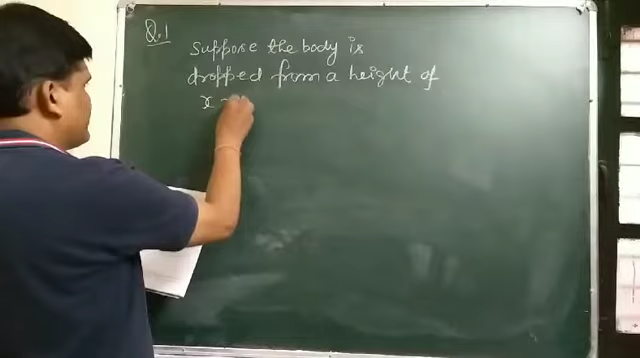 Q.1
Suppose the body is
dropped from a height of
x